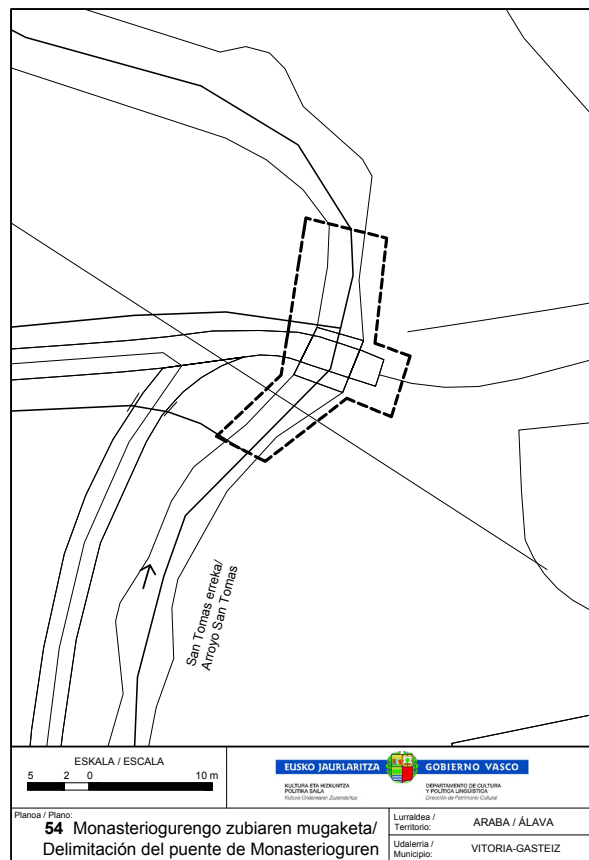 San Tomas erreka/
Arroyo San Tomas
ESKALA / ESCALA
5 2 0 10 m
EUSKO JAURLARITZA GOBIERNO VASCO
KULTURA ETA HIZKUNTZA
POLITIKA SAILA
Kultura Ondarearen Zuzendaritza
DEPARTAMENTO DE CULTURA
Y POLÍTICA LINGÜÍSTICA
Dirección de Patrimonio Cultural
Planoa / Plano:
54 Monasteriogurengo zubiaren mugaketa/
Delimitación del puente de Monasterioguren
Lurraldea /
Territorio:
ARABA / ÁLAVA
Udalerria /
Municipio:
VITORIA-GASTEIZ